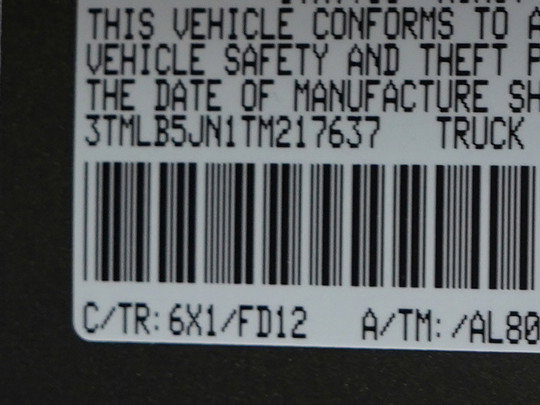 THIS VEHICLE CONFORMS TO A
VEHICLE SAFETY AND THEFT P
THE DATE OF MANUFACTURE SH
3TMLB5JN1TM217637 TRUCK
C/TR: 6X1/FD12 A/TM: /AL80